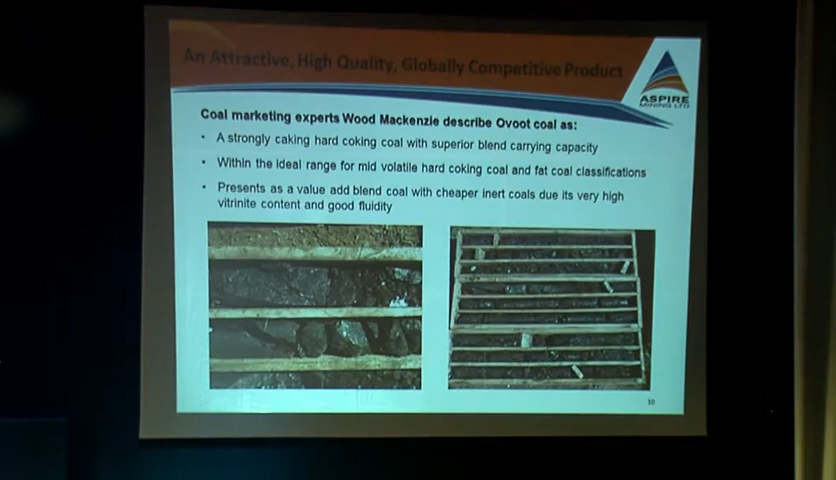 An Attractive, High Quality, Globally Competitive Product
ASPIRE
MINING LTD
Coal marketing experts Wood Mackenzie describe Ovoot coal as:
• A strongly caking hard coking coal with superior blend carrying capacity
• Within the ideal range for mid volatile hard coking coal and fat coal classifications
• Presents as a value add blend coal with cheaper inert coals due its very high
vitrinite content and good fluidity
10